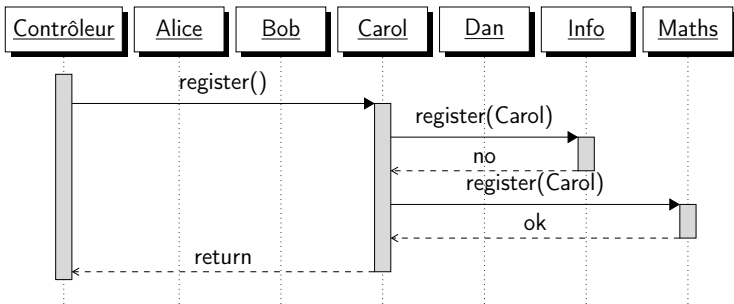 Contrôleur Alice Bob Carol Dan Info Maths
register()
register(Carol)
no
register(Carol)
ok
return